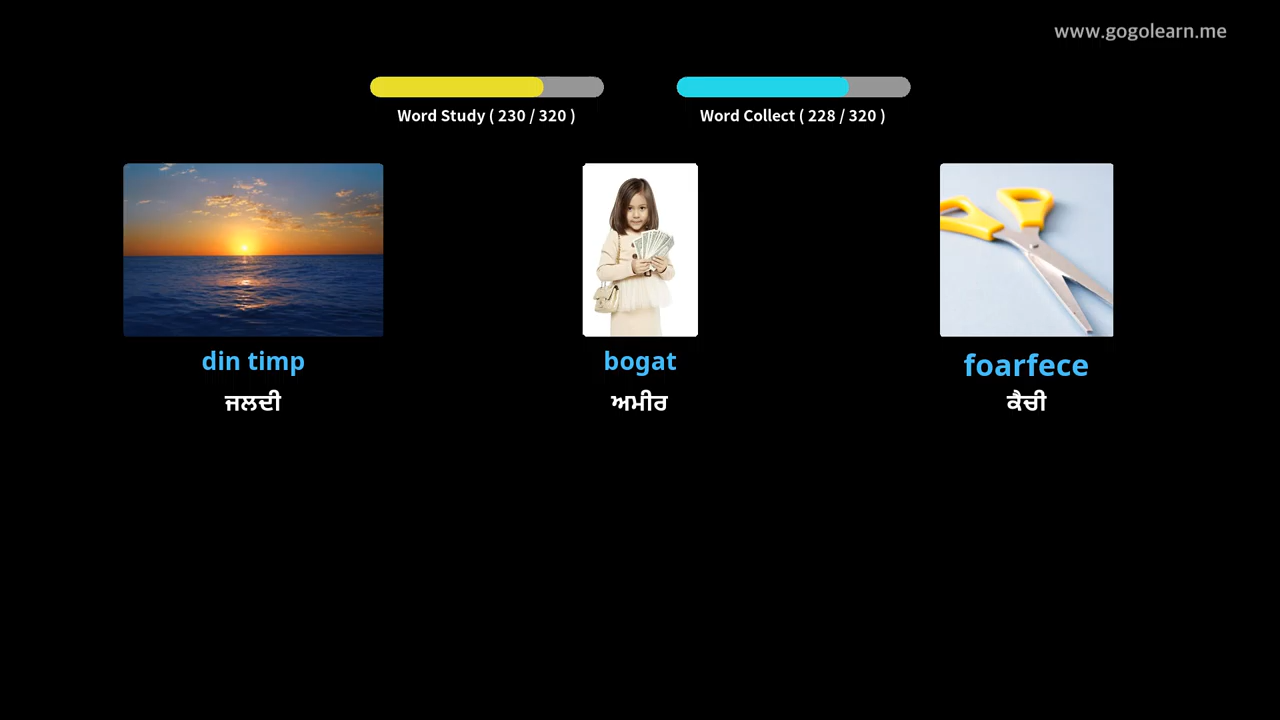 www.gogolearn.me
Word Study ( 230 / 320 )
Word Collect ( 228 / 320 )
din timp
bogat
foarfece
ਜਲਦੀ
ਅਮੀਰ
ਕੈਚੀ